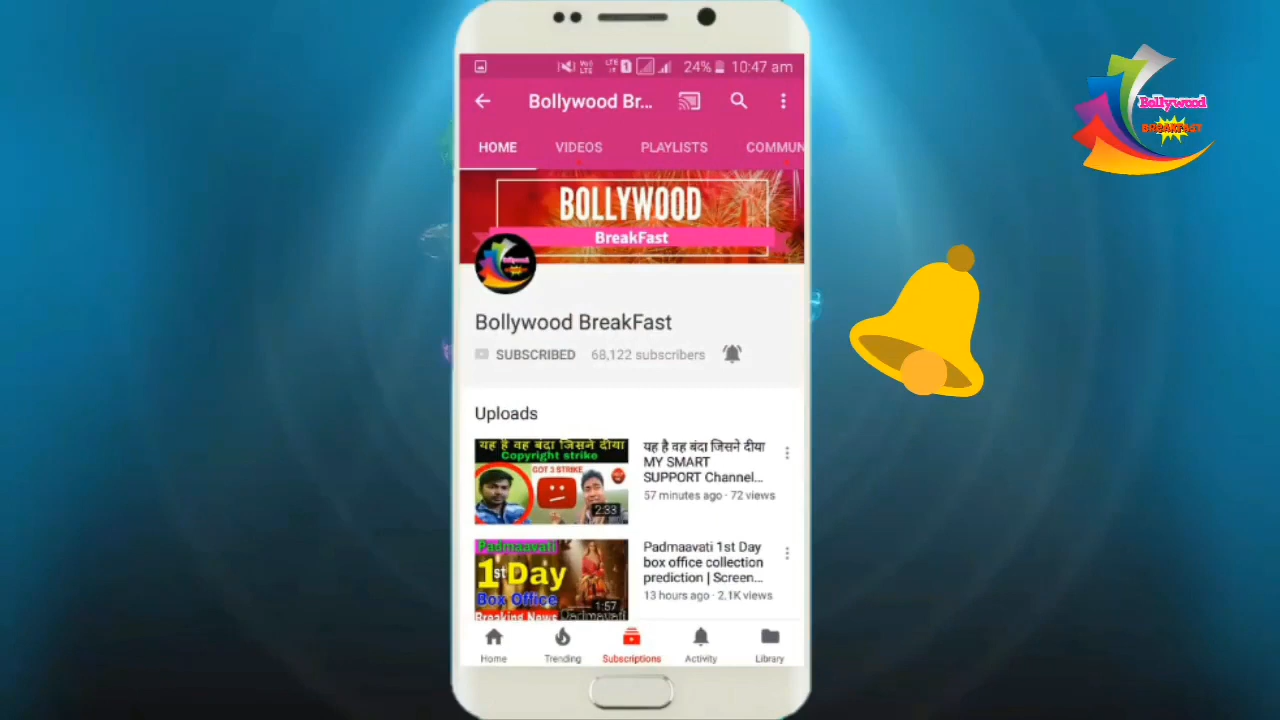 24% 10:47 am
Bollywood Br...
HOME VIDEOS PLAYLISTS COMMUN
BOLLYWOOD
BreakFast
Bollywood BreakFast
SUBSCRIBED 68,122 subscribers
Uploads
यह है वह बंदा जिसने दीया
Copyright strike
GOT 3 STRIKE
2:33
यह है वह बंदा जिसने दीया
MY SMART
SUPPORT Channel...
57 minutes ago · 72 views
Padmaavati
1st Day
Box Office
Breaking News
1:57
Padmavati
Padmaavati 1st Day
box office collection
prediction | Screen...
13 hours ago · 2.1K views
Home Trending Subscriptions Activity Library
Bollywood
BREAKFAST